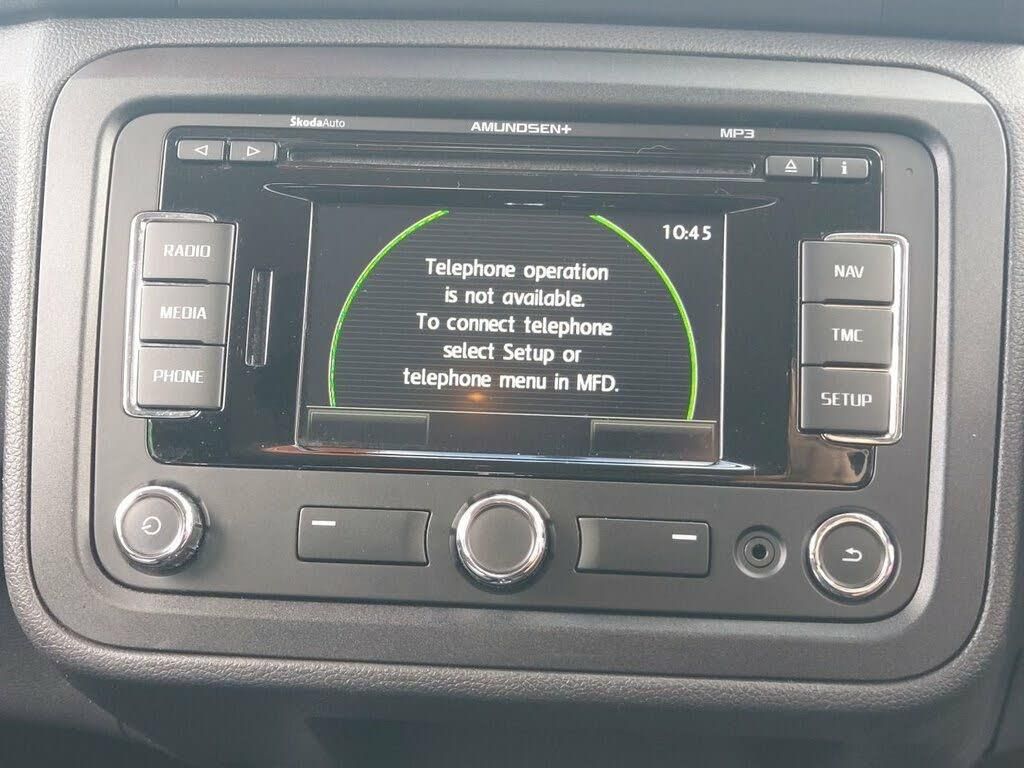 ŠkodaAuto AMUNDSEN+ MP3
i
10:45
RADIO
MEDIA
PHONE
Telephone operation
is not available.
To connect telephone
select Setup or
telephone menu in MFD.
NAV
TMC
SETUP